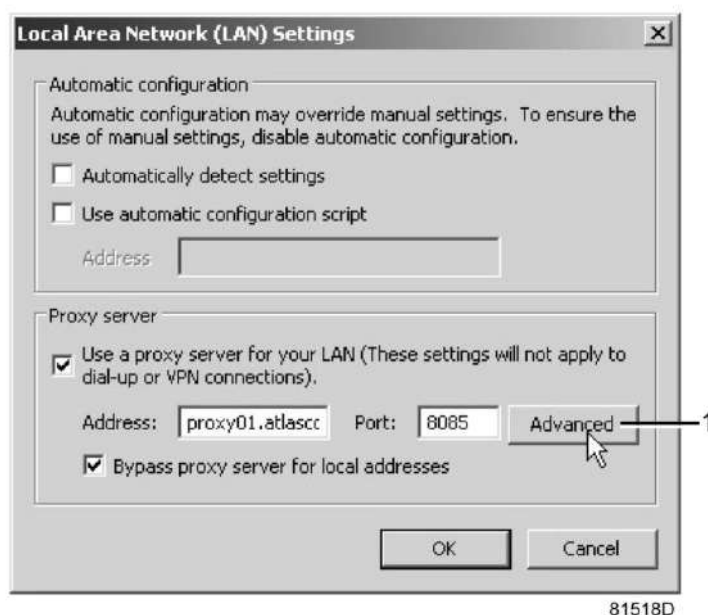 Local Area Network (LAN) Settings
Automatic configuration
Automatic configuration may override manual settings. To ensure the
use of manual settings, disable automatic configuration.
Automatically detect settings
Use automatic configuration script
Address
Proxy server
Use a proxy server for your LAN (These settings will not apply to
dial-up or VPN connections).
Address: proxy01.atlascc Port: 8085 Advanced 1
Bypass proxy server for local addresses
OK Cancel
81518D